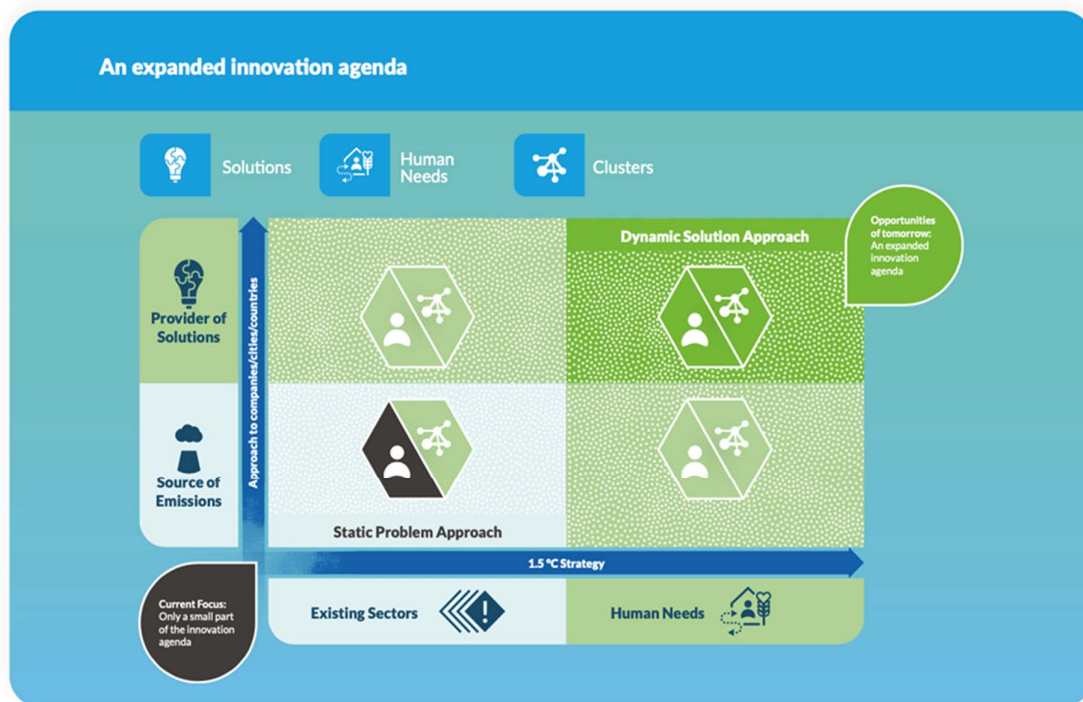 An expanded innovation agenda
Solutions
Human
Needs
Clusters
Opportunities
of tomorrow:
An expanded
innovation
agenda
Dynamic Solution Approach
Provider of
Solutions
Approach to companies/cities/countries
Source of
Emissions
Static Problem Approach
1.5 °C Strategy
Current Focus:
Only a small part
of the innovation
agenda
Existing Sectors
!
Human Needs